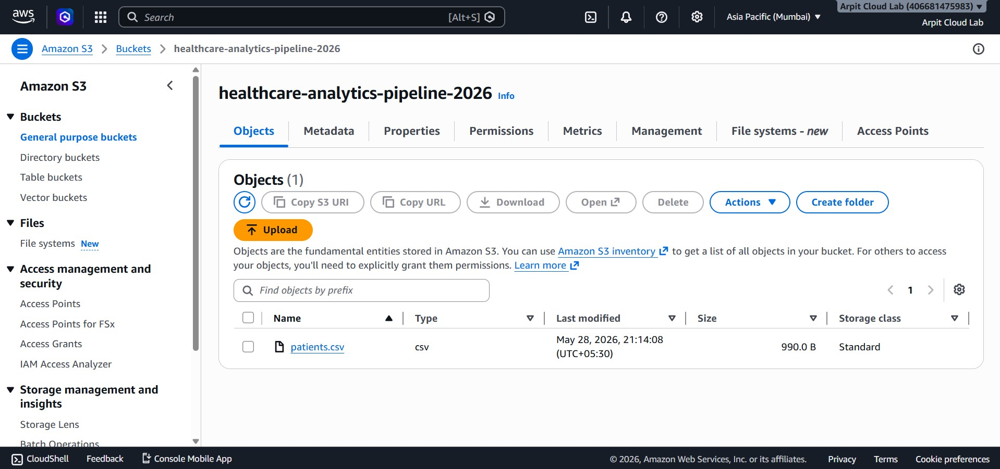 aws
Search [Alt+S]
Asia Pacific (Mumbai) ▼
Arpit Cloud Lab (406681475983) ▼
Arpit Cloud Lab
Amazon S3 > Buckets > healthcare-analytics-pipeline-2026
Amazon S3
Buckets
General purpose buckets
Directory buckets
Table buckets
Vector buckets
Files
File systems New
Access management and
security
Access Points
Access Points for FSx
Access Grants
IAM Access Analyzer
Storage management and
insights
Storage Lens
Batch Operations
healthcare-analytics-pipeline-2026 Info
Objects Metadata Properties Permissions Metrics Management File systems - new Access Points
Objects (1)
Copy S3 URI Copy URL Download Open Delete Actions Create folder
Upload
Objects are the fundamental entities stored in Amazon S3. You can use Amazon S3 inventory to get a list of all objects in your bucket. For others to access
your objects, you'll need to explicitly grant them permissions. Learn more
Find objects by prefix
1
Name Type Last modified Size Storage class
patients.csv csv May 28, 2026, 21:14:08 990.0 B Standard
(UTC+05:30)
CloudShell Feedback Console Mobile App © 2026, Amazon Web Services, Inc. or its affiliates. Privacy Terms Cookie preferences